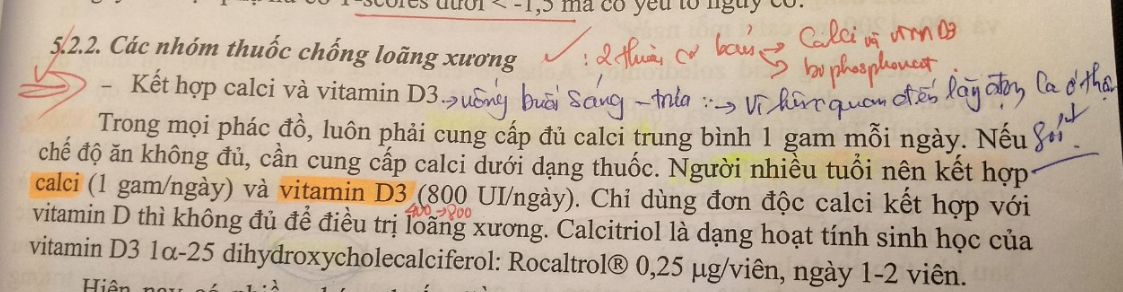 T-scores dưới < -1,5 mà có yếu tố nguy cơ.
5.2.2. Các nhóm thuốc chống loãng xương : 2 thuốc cơ bản → Calci và vtm D3
→ biphosphonat.
- Kết hợp calci và vitamin D3. → uống buổi sáng - trưa → Vì liên quan đến lắng đọng Ca ở thận
Trong mọi phác đồ, luôn phải cung cấp đủ calci trung bình 1 gam mỗi ngày. Nếu
chế độ ăn không đủ, cần cung cấp calci dưới dạng thuốc. Người nhiều tuổi nên kết hợp
calci (1 gam/ngày) và vitamin D3 (800 UI/ngày). Chỉ dùng đơn độc calci kết hợp với
400 → 800
vitamin D thì không đủ để điều trị loãng xương. Calcitriol là dạng hoạt tính sinh học của
vitamin D3 1α-25 dihydroxycholecalciferol: Rocaltrol® 0,25 µg/viên, ngày 1-2 viên.
Hiện nay có